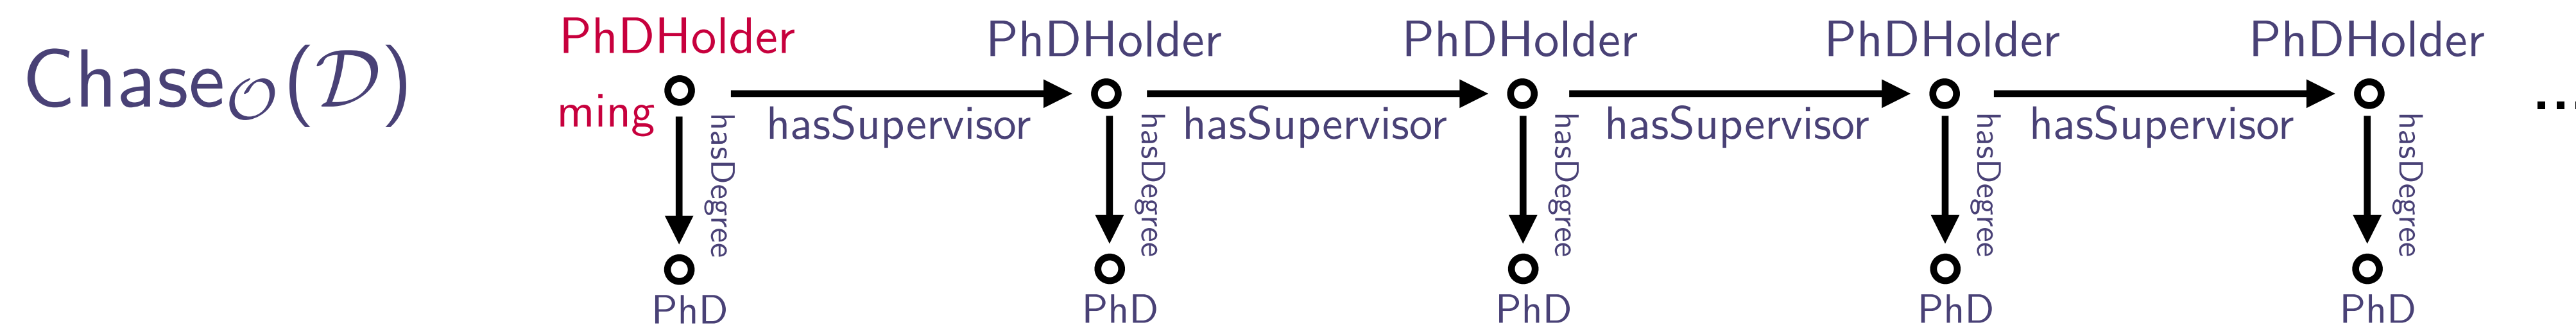 Chase𝒪(𝒟)
PhDHolder PhDHolder PhDHolder PhDHolder PhDHolder
ming
hasSupervisor hasSupervisor hasSupervisor hasSupervisor
...
hasDegree hasDegree hasDegree hasDegree hasDegree
PhD PhD PhD PhD PhD